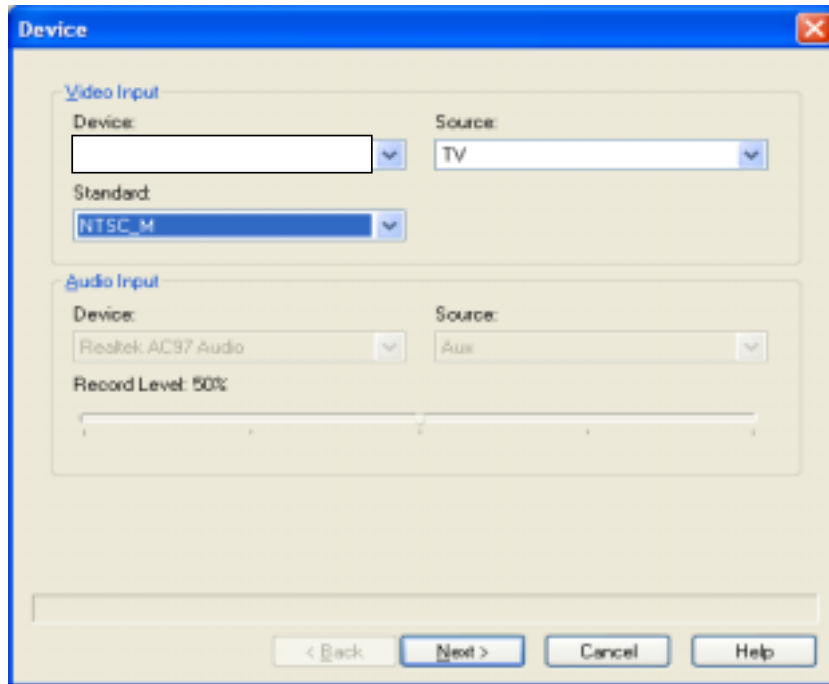 Device
Video Input
Device:
Source:
TV
Standard:
NTSC_M
Audio Input
Device:
Source:
Realtek AC97 Audio
Aux
Record Level: 50%
< Back
Next >
Cancel
Help